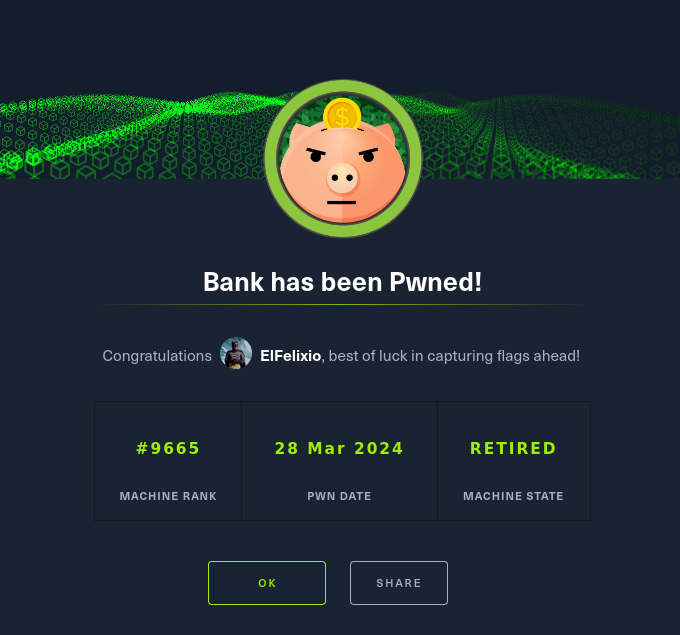 $
Bank has been Pwned!
Congratulations ElFelixio, best of luck in capturing flags ahead!
#9665 28 Mar 2024 RETIRED
MACHINE RANK PWN DATE MACHINE STATE
OK SHARE